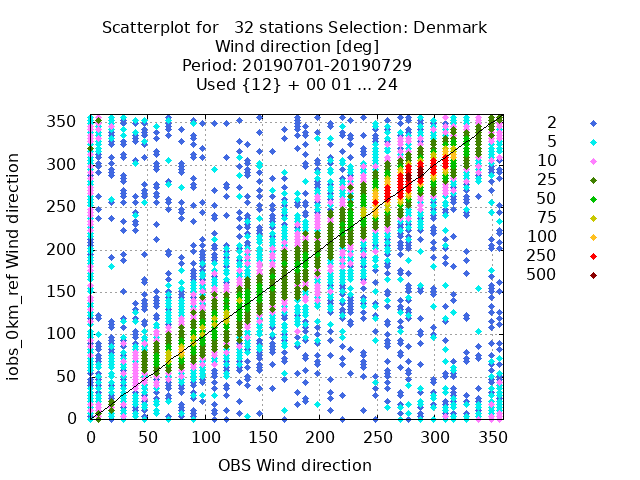 Scatterplot for   32 stations Selection: Denmark
Wind direction [deg]
Period: 20190701-20190729
Used {12} + 00 01 ... 24
350
300
250
200
150
100
50
0
iobs_0km_ref Wind direction
0 50 100 150 200 250 300 350
OBS Wind direction
2
5
10
25
50
75
100
250
500